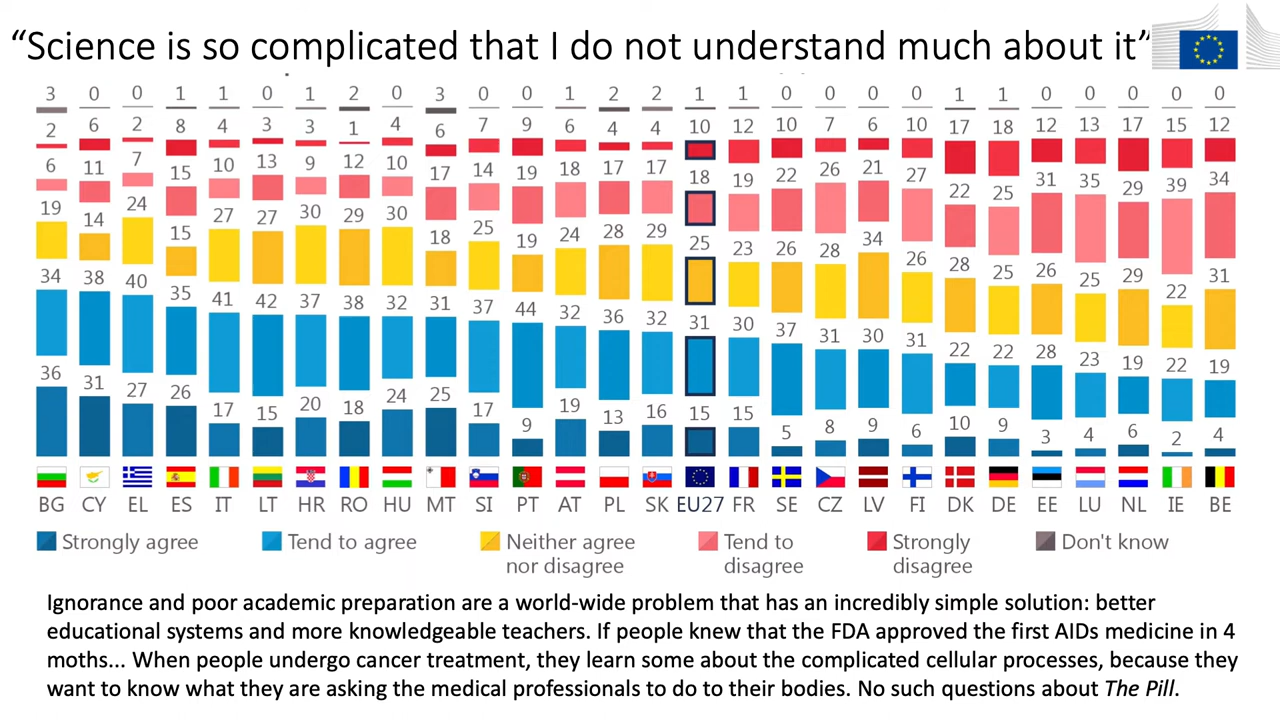 “Science is so complicated that I do not understand much about it”
3 0 0 1 1 0 1 2 0 3 0 0 1 2 2 1 1 0 0 0 0 1 1 0 0 0 0 0
2 6 2 8 4 3 3 1 4 6 7 9 6 4 4 10 12 10 7 6 10 17 18 12 13 17 15 12
6 11 7 15 10 13 9 12 10 17 14 19 18 17 17 18 19 22 26 21 27 22 25 31 35 29 39 34
19 14 24 15 27 27 30 29 30 18 25 19 24 28 29 25 23 26 28 34 26 28 25 26 25 29 22 31
34 38 40 35 41 42 37 38 32 31 37 44 32 36 32 31 30 37 31 30 31 22 22 28 23 19 22 19
36 31 27 26 17 15 20 18 24 25 17 9 19 13 16 15 15 5 8 9 6 10 9 3 4 6 2 4
BG CY EL ES IT LT HR RO HU MT SI PT AT PL SK EU27 FR SE CZ LV FI DK DE EE LU NL IE BE
Strongly agree
Tend to agree
Neither agree
nor disagree
Tend to
disagree
Strongly
disagree
Don't know
Ignorance and poor academic preparation are a world-wide problem that has an incredibly simple solution: better
educational systems and more knowledgeable teachers. If people knew that the FDA approved the first AIDs medicine in 4
moths... When people undergo cancer treatment, they learn some about the complicated cellular processes, because they
want to know what they are asking the medical professionals to do to their bodies. No such questions about The Pill.